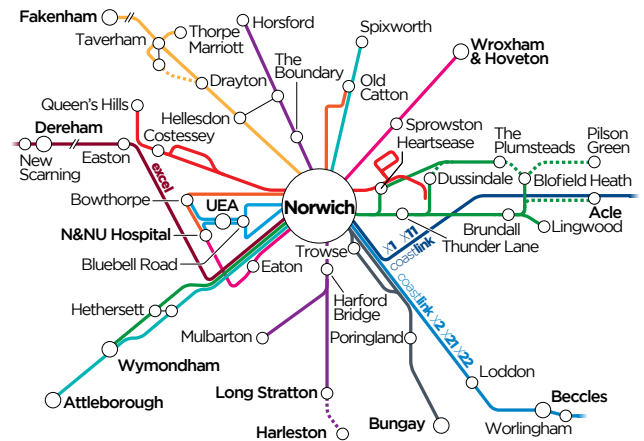 Fakenham
Taverham
Thorpe
Marriott
Horsford
Spixworth
The
Boundary
Wroxham
& Hoveton
Drayton
Old
Catton
Queen's Hills
Hellesdon
Sprowston
Heartsease
The
Plumsteads
Pilson
Green
Dereham
Costessey
New
Scarning
Easton
excel
Dussindale
Blofield Heath
Bowthorpe
UEA
Norwich
Acle
N&NU Hospital
Brundall
Lingwood
Thunder Lane
Bluebell Road
Eaton
Trowse
X1 X11
coastlink
Hethersett
Harford
Bridge
coastlink X2 X21 X22
Mulbarton
Poringland
Wymondham
Loddon
Attleborough
Long Stratton
Beccles
Harleston
Bungay
Worlingham